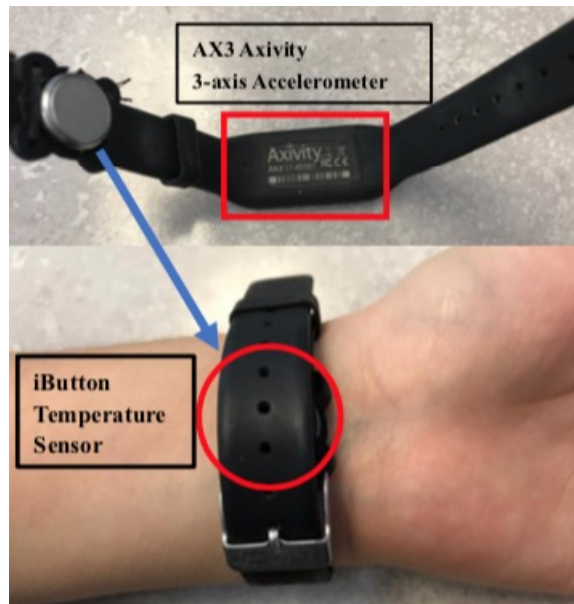 AX3 Axivity
3-axis Accelerometer
Axivity
iButton
Temperature
Sensor